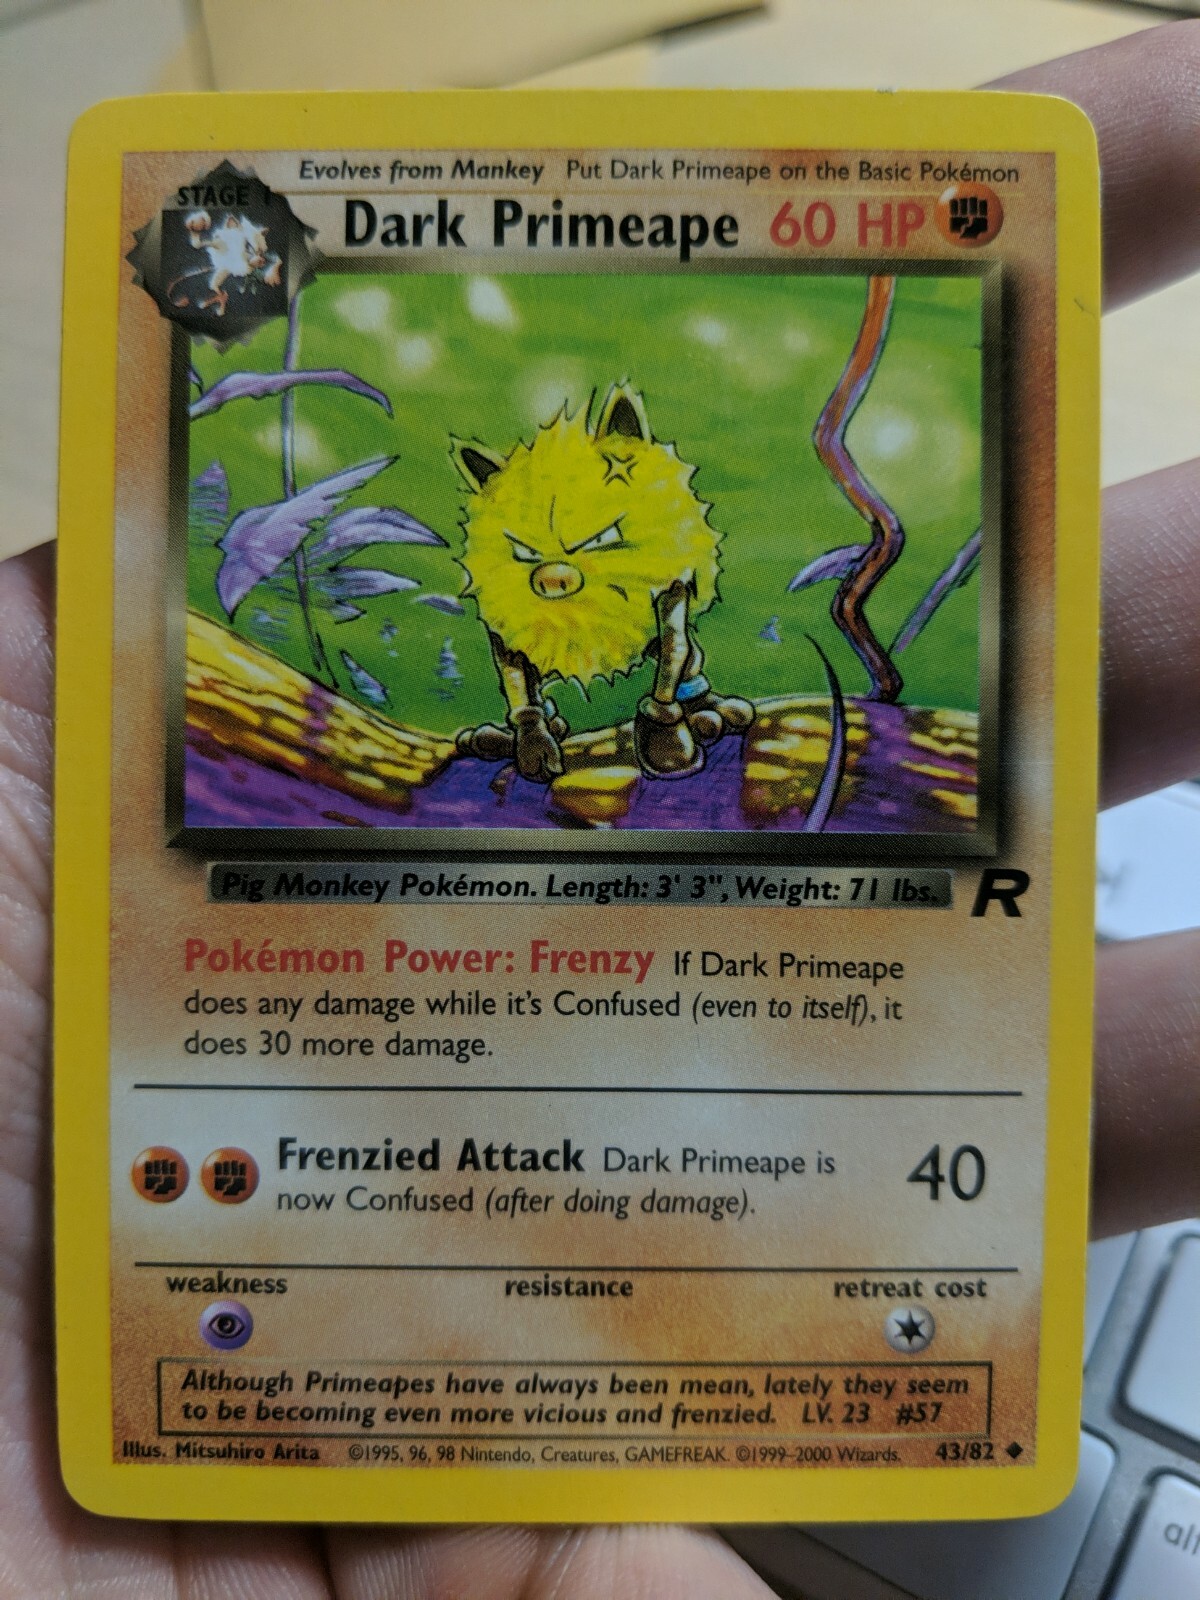 Evolves from Mankey Put Dark Primeape on the Basic Pokémon
STAGE 1
Dark Primeape 60 HP
Pig Monkey Pokémon. Length: 3' 3", Weight: 71 lbs.
R
Pokémon Power: Frenzy If Dark Primeape
does any damage while it's Confused (even to itself), it
does 30 more damage.
Frenzied Attack Dark Primeape is 40
now Confused (after doing damage).
weakness resistance retreat cost
Although Primeapes have always been mean, lately they seem
to be becoming even more vicious and frenzied. LV. 23 #57
Illus. Mitsuhiro Arita ©1995, 96, 98 Nintendo, Creatures, GAMEFREAK. ©1999–2000 Wizards. 43/82
alt